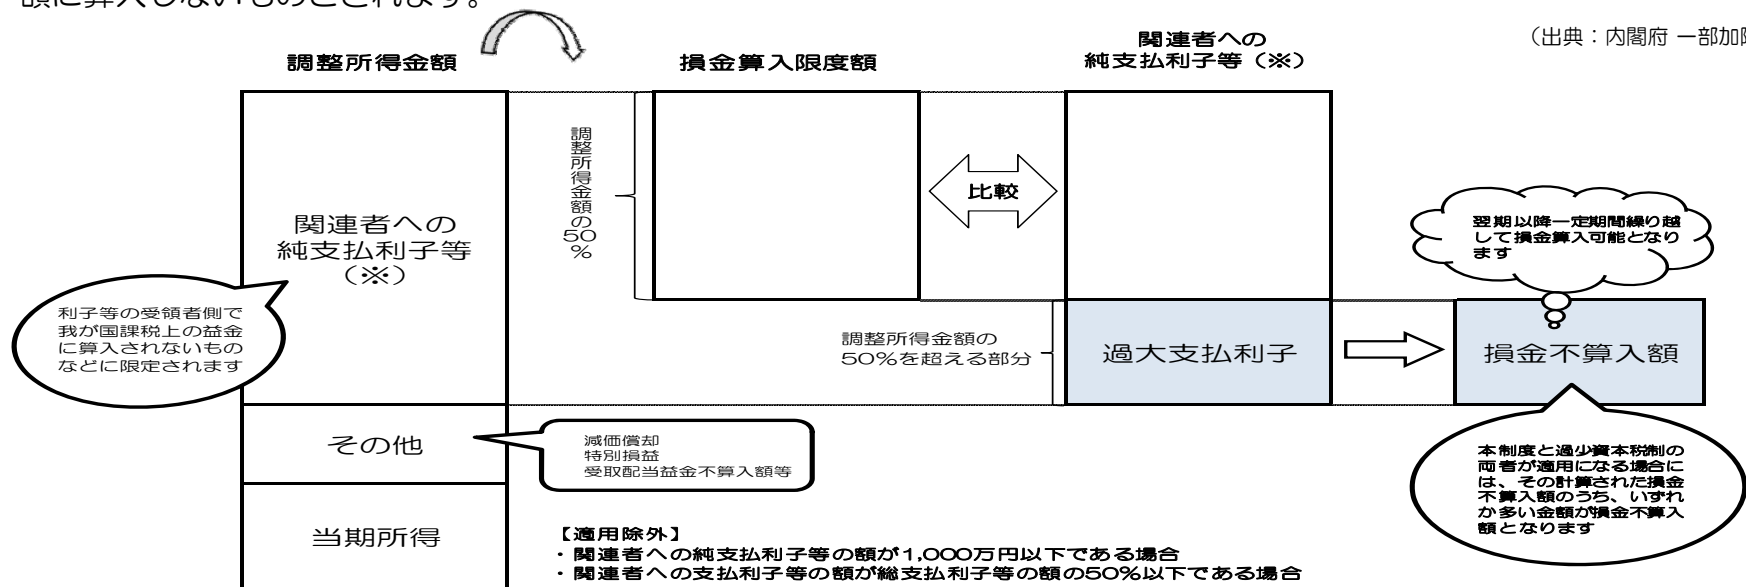 額に算入しないものとされます。
（出典：内閣府 一部加
調整所得金額
損金算入限度額
関連者への
純支払利子等（※）
関連者への
純支払利子等
（※）
調整所得金額の50%
比較
翌期以降一定期間繰り越
して損金算入可能となり
ます
利子等の受領者側で
我が国課税上の益金
に算入されないもの
などに限定されます
調整所得金額の
50%を超える部分
過大支払利子
損金不算入額
その他
減価償却
特別損益
受取配当益金不算入額等
本制度と過少資本税制の
両者が適用になる場合に
は、その計算された損金
不算入額のうち、いずれ
か多い金額が損金不算入
額となります
当期所得
【適用除外】
・関連者への純支払利子等の額が1,000万円以下である場合
・関連者への支払利子等の額が総支払利子等の額の50%以下である場合